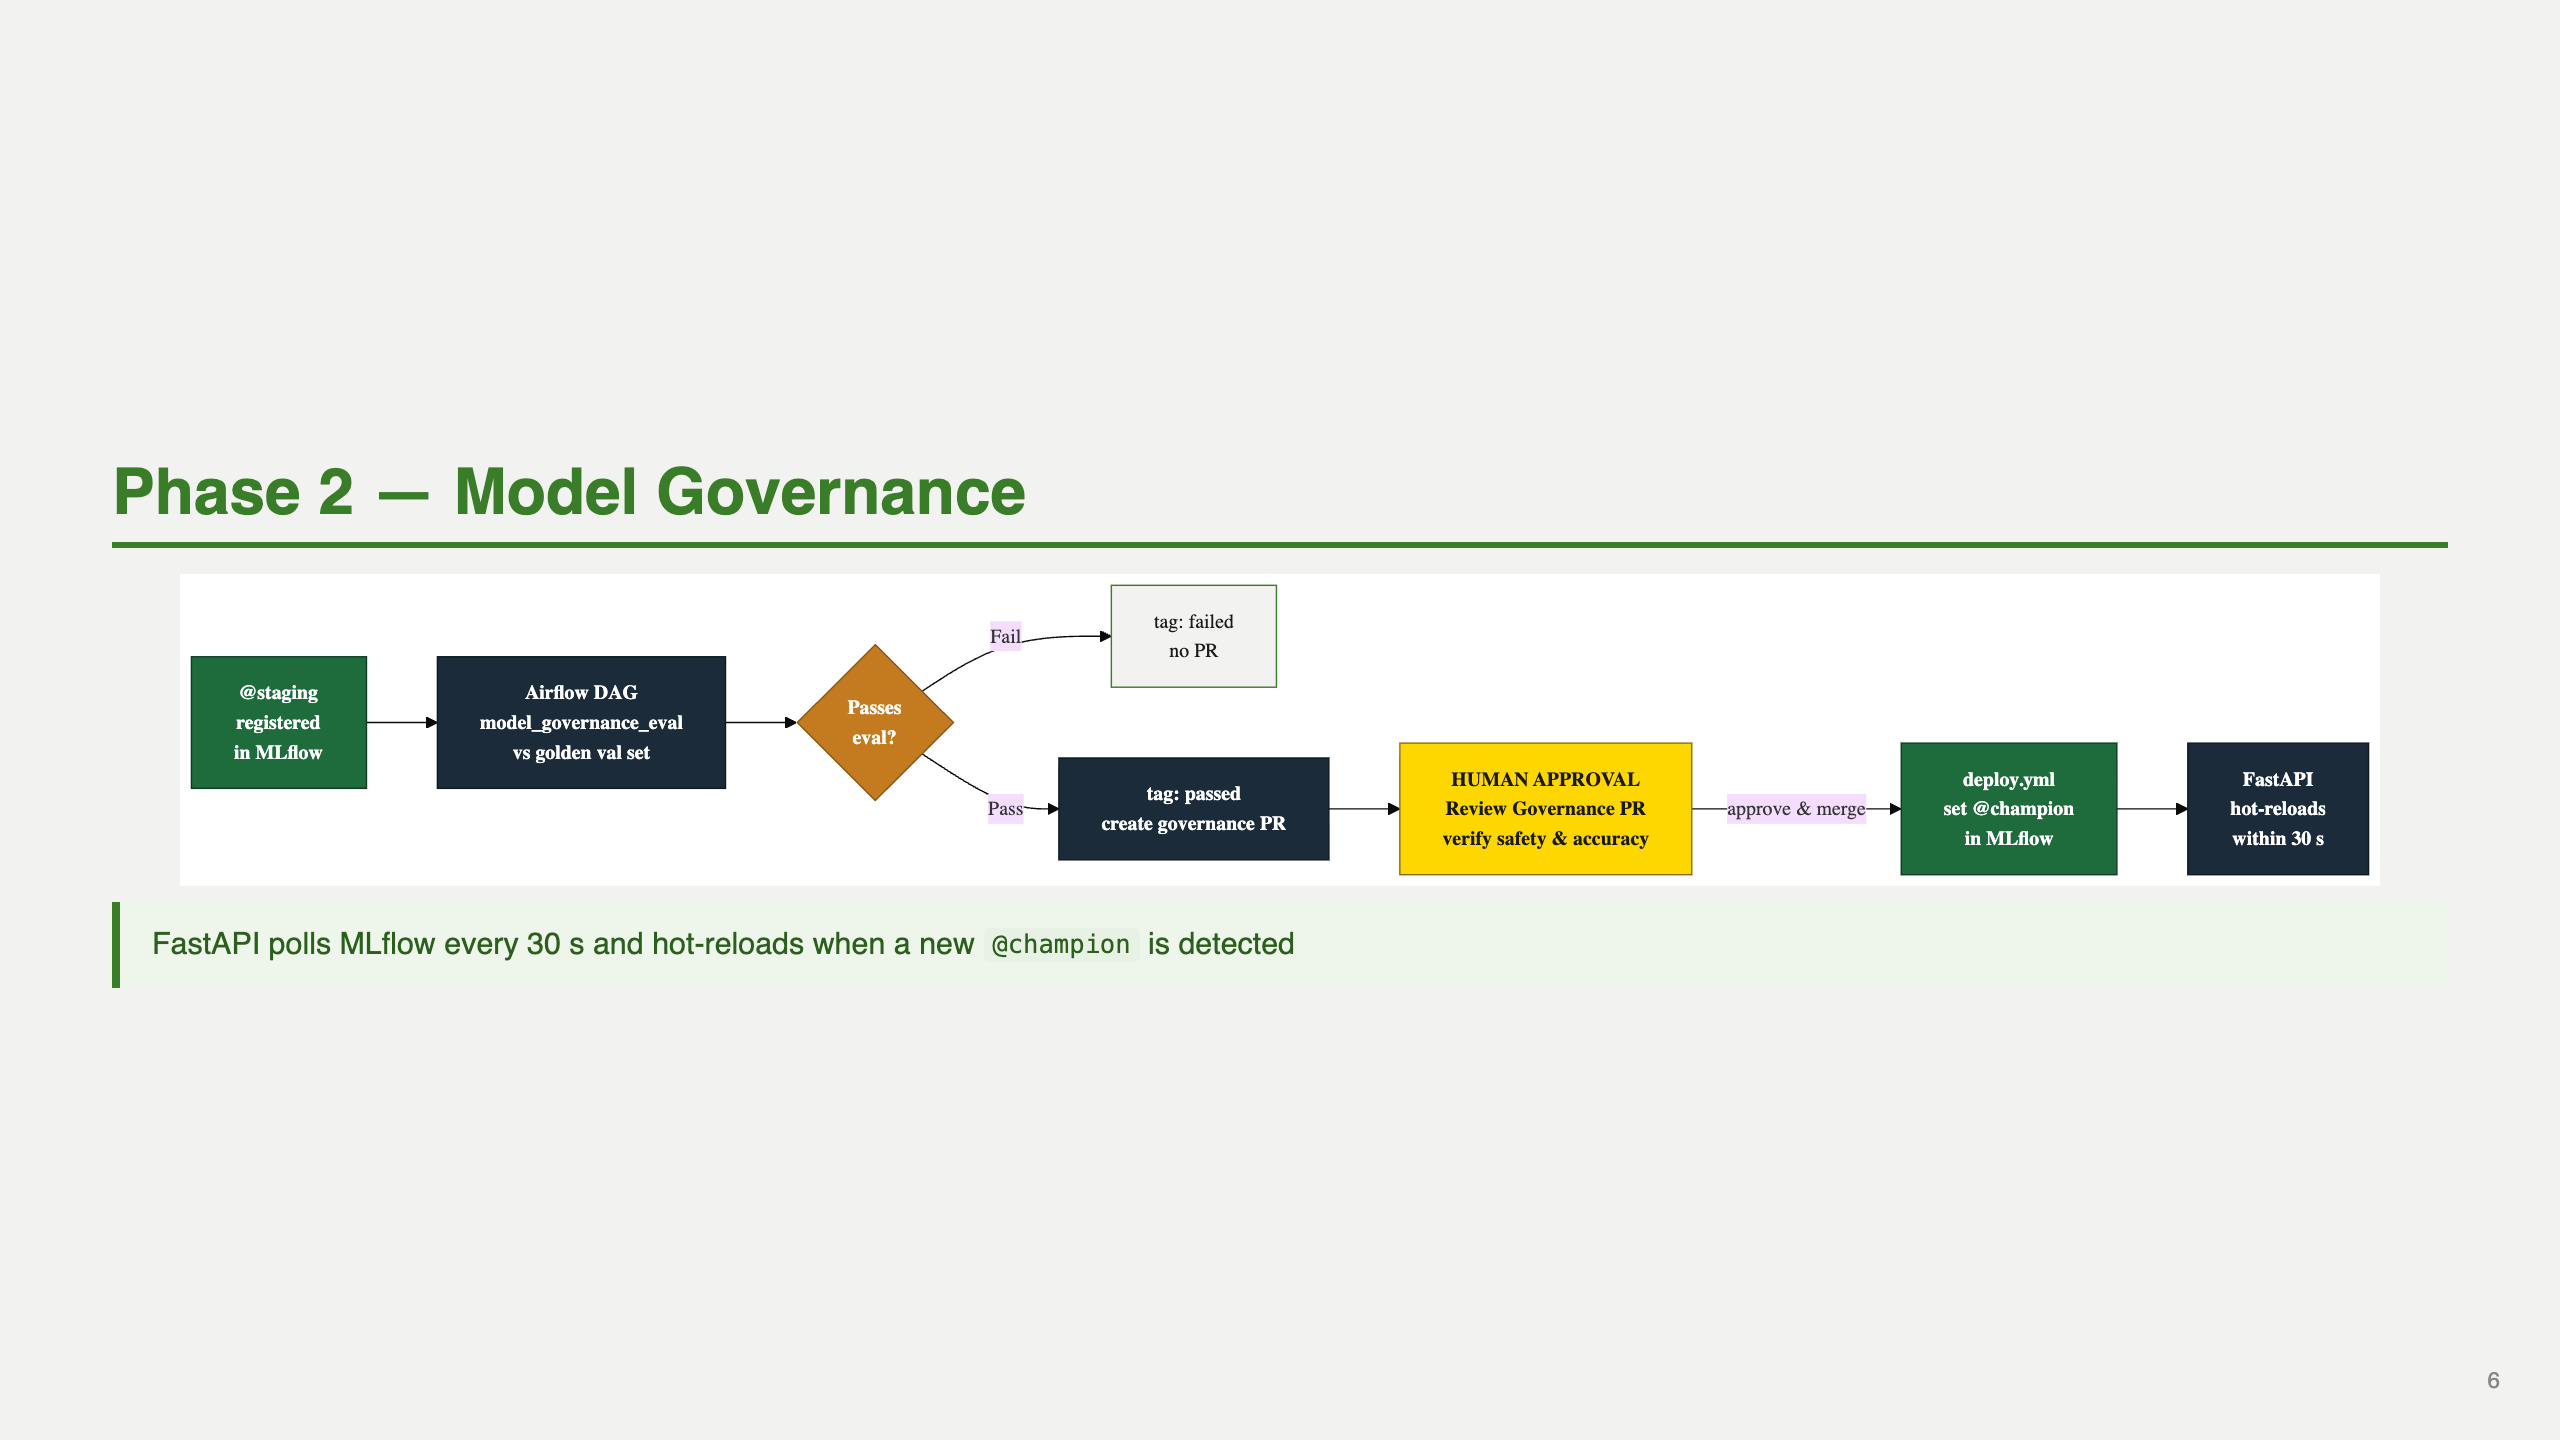 Phase 2 — Model Governance
@staging
registered
in MLflow
Airflow DAG
model_governance_eval
vs golden val set
Passes
eval?
Fail
tag: failed
no PR
Pass
tag: passed
create governance PR
HUMAN APPROVAL
Review Governance PR
verify safety & accuracy
approve & merge
deploy.yml
set @champion
in MLflow
FastAPI
hot-reloads
within 30 s
FastAPI polls MLflow every 30 s and hot-reloads when a new @champion is detected
6